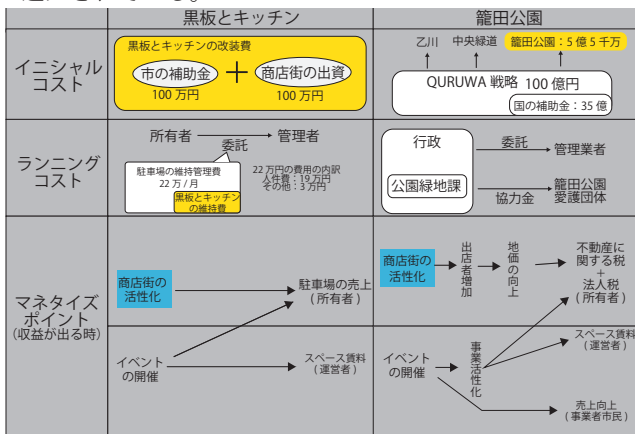 黒板とキッチン
籠田公園
イニシャル
コスト
黒板とキッチンの改装費
市の補助金
+
商店街の出資
100 万円
100 万円
乙川
中央緑道
籠田公園:5 億 5 千万
QURUWA 戦略 100 億円
国の補助金:35 億
ランニング
コスト
所有者
管理者
委託
駐車場の維持管理費
22 万 / 月
黒板とキッチン
の維持費
22 万円の費用の内訳
人件費:19 万円
その他:3 万円
行政
公園緑地課
委託
管理業者
協力金
籠田公園
愛護団体
マネタイズ
ポイント
(収益が出る時)
商店街の
活性化
駐車場の売上
( 所有者 )
イベント
の開催
スペース賃料
( 運営者 )
商店街の
活性化
出店者増加
地価の向上
不動産に
関する税
+
法人税
( 所有者 )
イベント
の開催
事業活性化
スペース賃料
( 運営者 )
売上向上
( 事業者市民 )